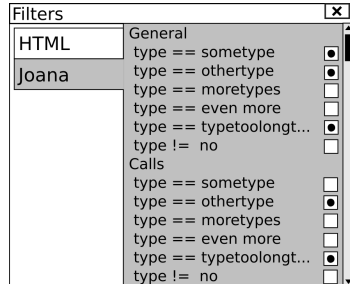 Filters
HTML
Joana
General
type == sometype
type == othertype
type == moretypes
type == even more
type == typetoolongt...
type != no
Calls
type == sometype
type == othertype
type == moretypes
type == even more
type == typetoolongt...
type != no